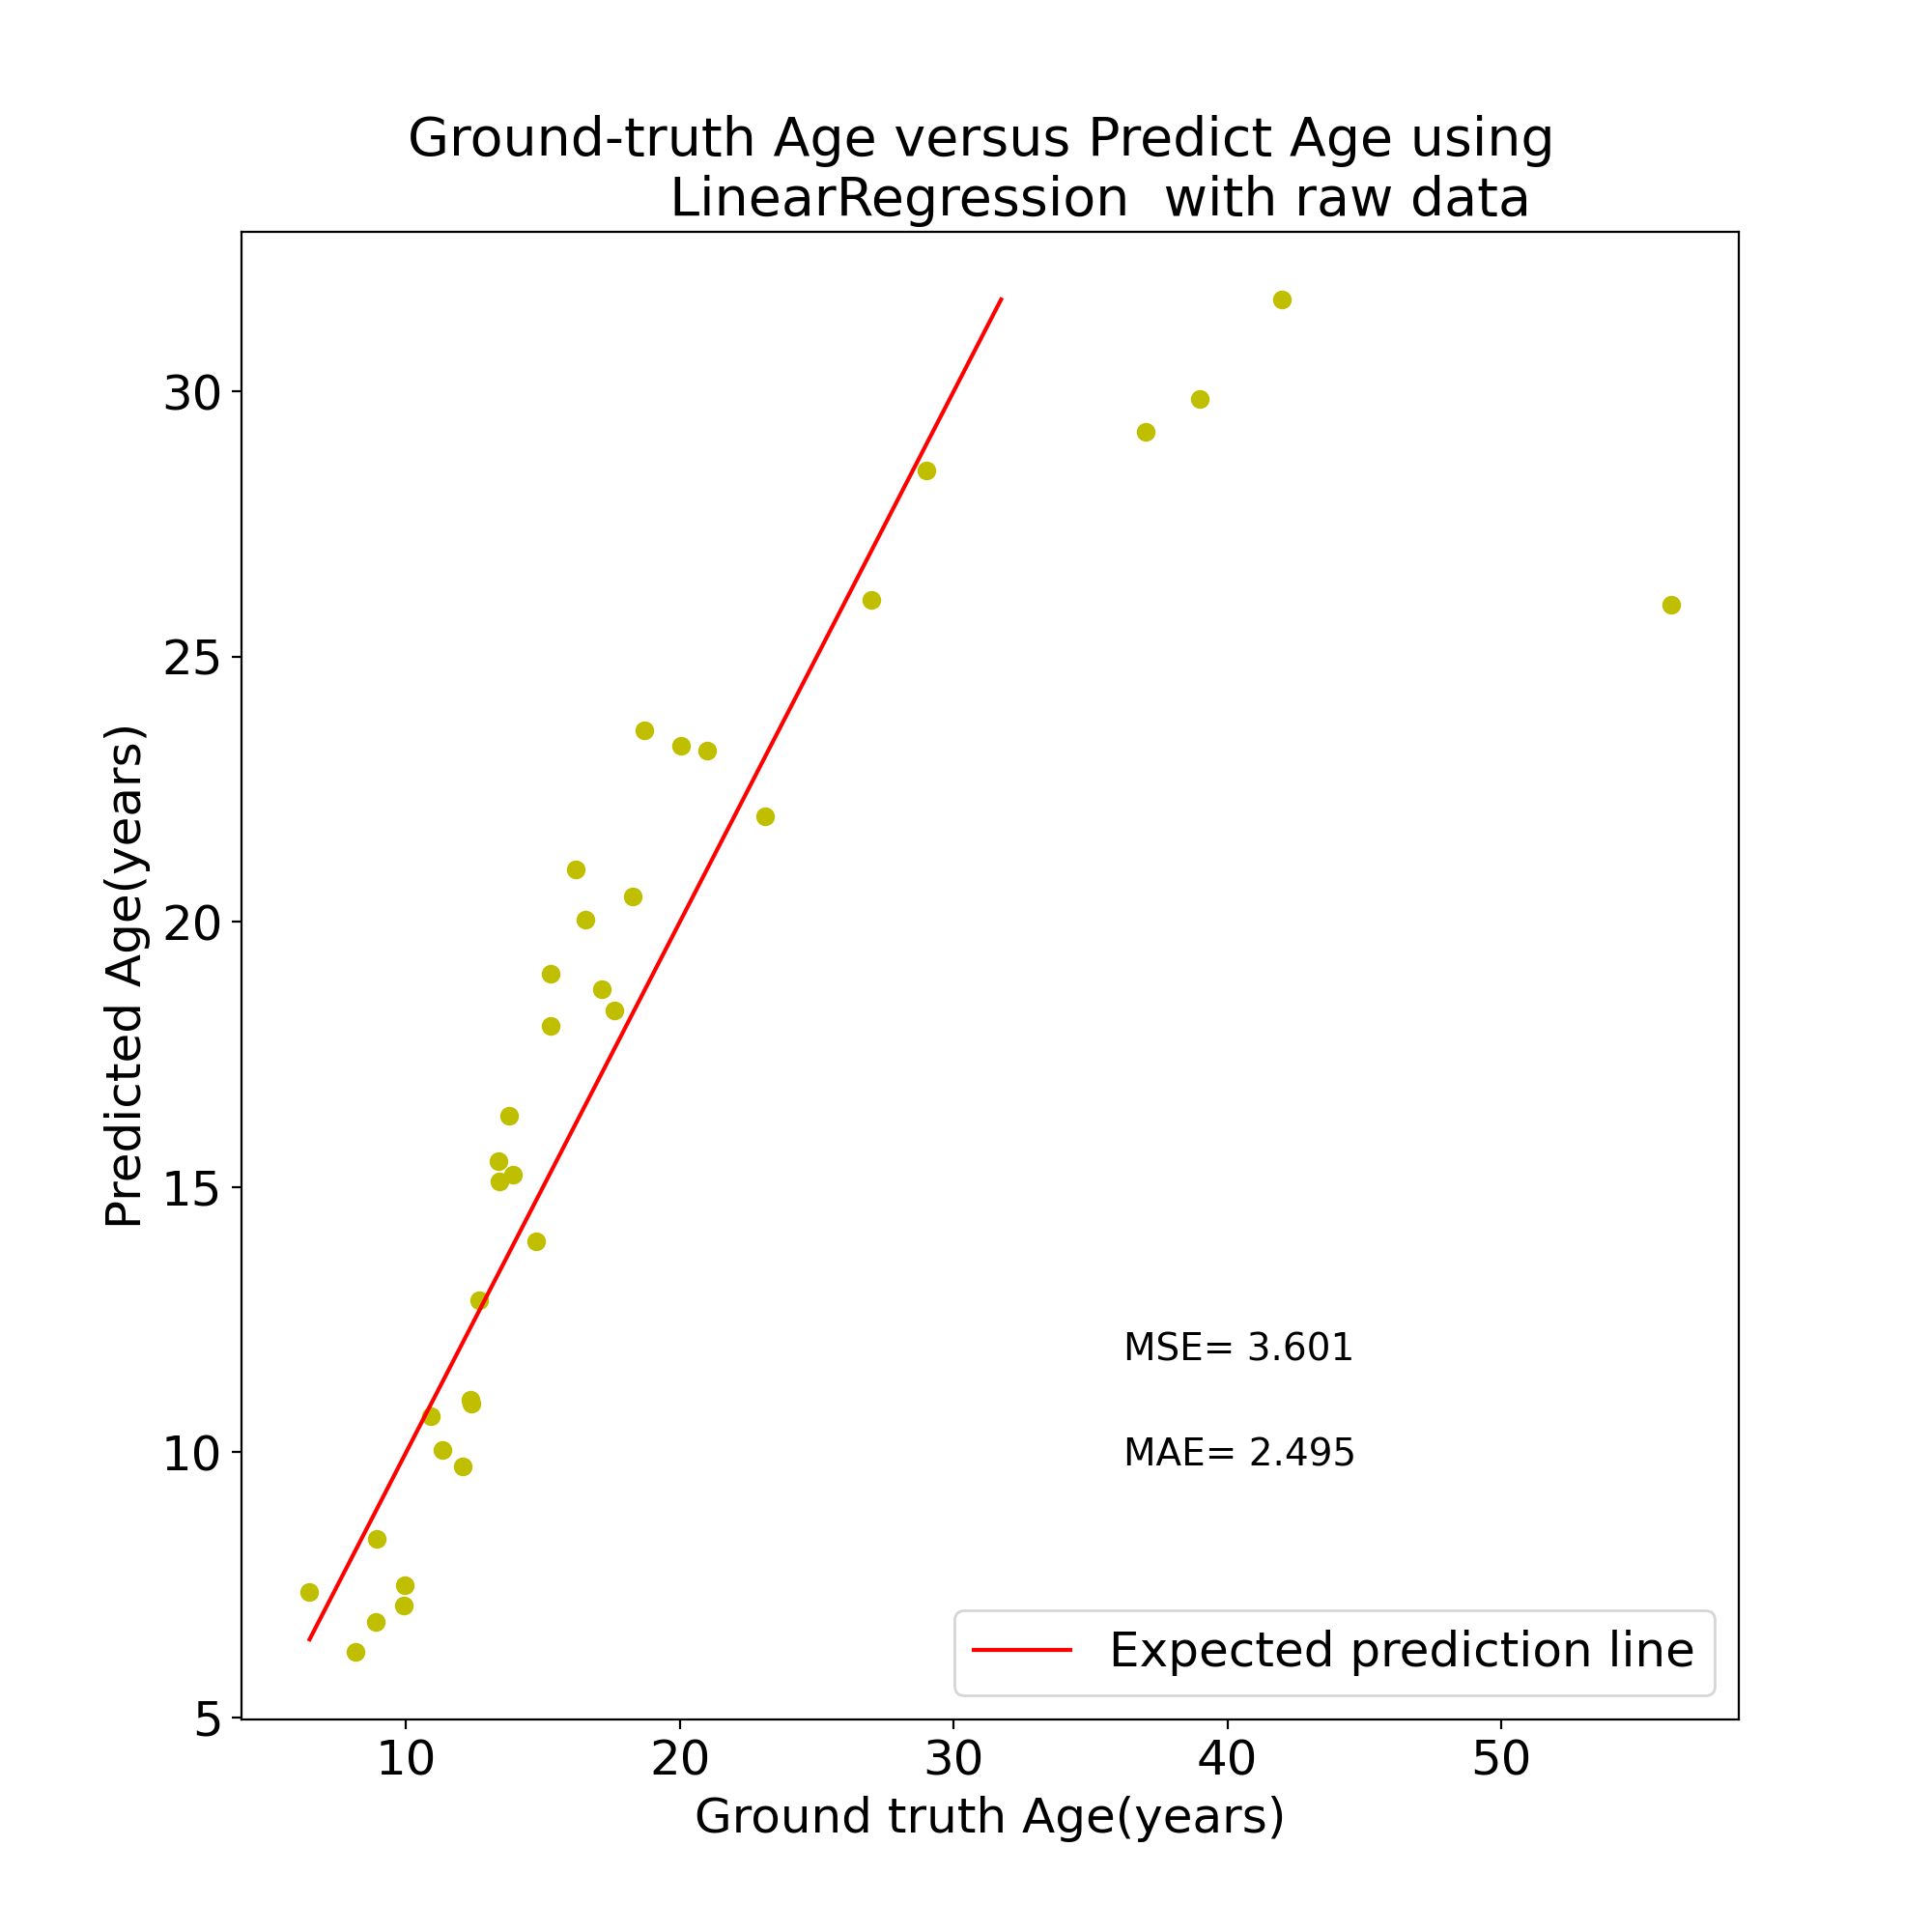 Ground-truth Age versus Predict Age using
LinearRegression  with raw data
30
25
20
15
10
5
Predicted Age(years)
MSE= 3.601
MAE= 2.495
Expected prediction line
10 20 30 40 50
Ground truth Age(years)